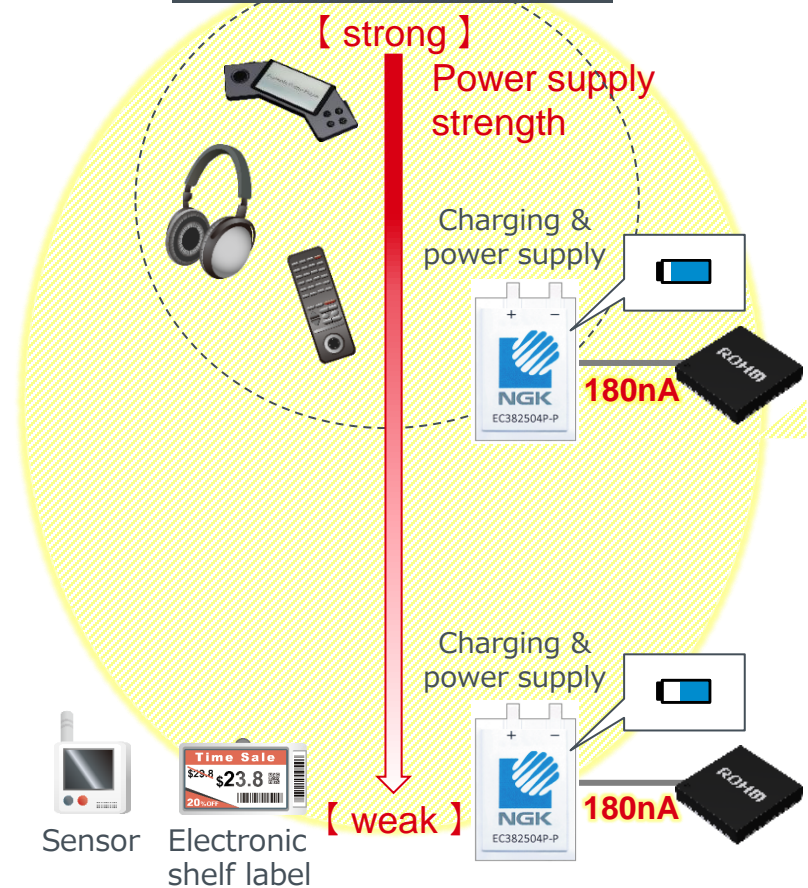 【 strong 】
Power supply
strength
Charging &
power supply
+ −
NGK
EC382504P-P
180nA
ROHM
Charging &
power supply
+ −
NGK
EC382504P-P
180nA
ROHM
Time Sale
$29.8 $23.8
20%OFF
【 weak 】
Sensor
Electronic
shelf label